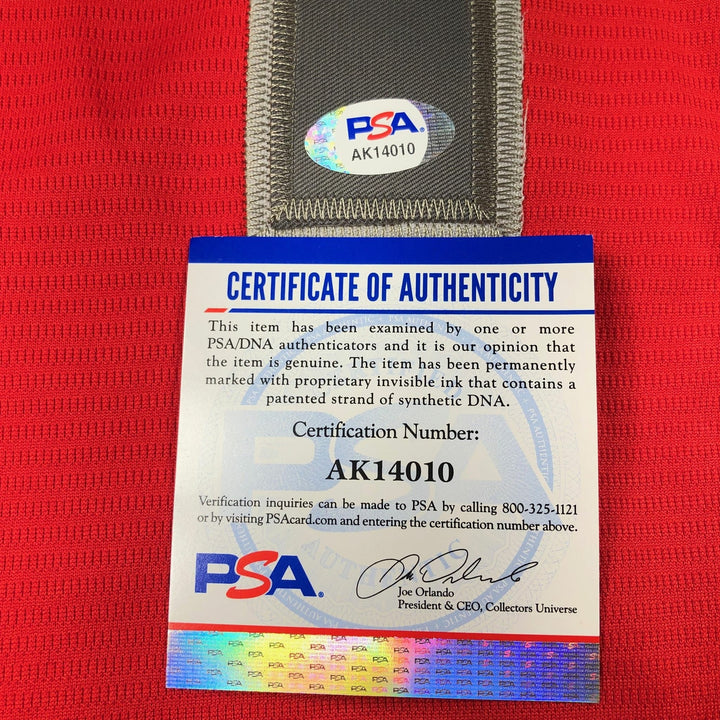 PSA
AK14010
CERTIFICATE OF AUTHENTICITY
This item has been examined by one or more
PSA/DNA authenticators and it is our opinion that
the item is genuine. The item has been permanently
marked with proprietary invisible ink that contains a
patented strand of synthetic DNA.
Certification Number:
AK14010
Verification inquiries can be made to PSA by calling 800-325-1121
or by visiting PSAcard.com and entering the certification number above.
PSA
AUTHENTIC
PSA.
Joe Orlando
President & CEO, Collectors Universe